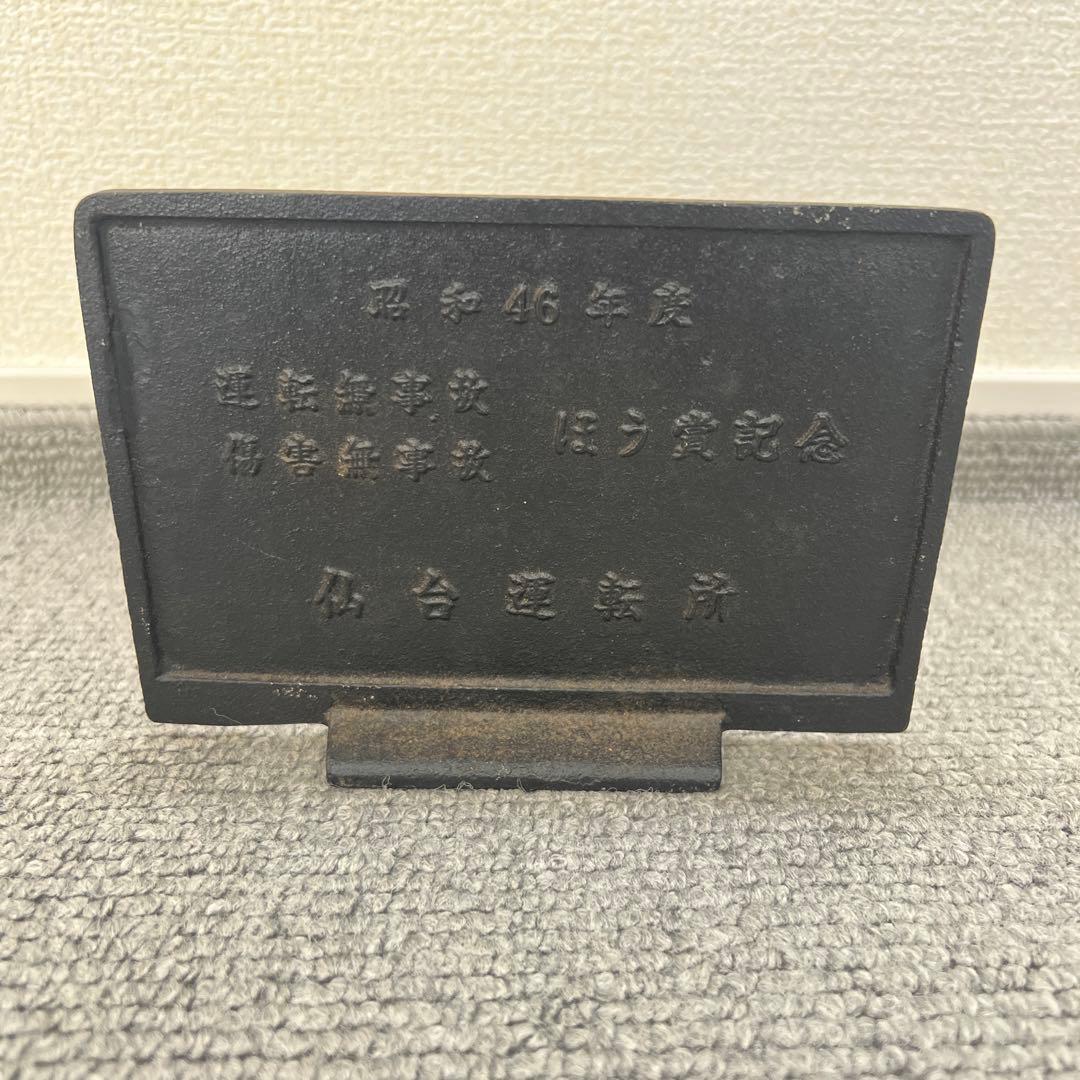 昭和46年度
運転無事故
傷害無事故
ほう賞記念
仙台運転所